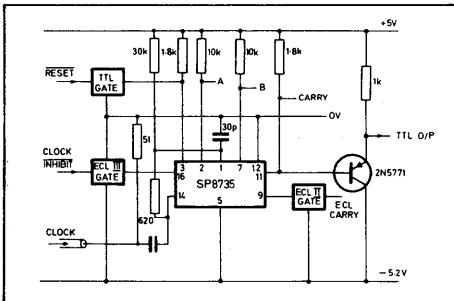 +5V
30k
1·8k
10k
10k
1·8k
1k
RESET
TTL
GATE
A
B
CARRY
0V
51
30p
TTL O/P
CLOCK
INHIBIT
ECL III
GATE
3
2
1
7
12
16
11
SP8735
14
9
5
2N5771
ECL II
GATE
ECL
CARRY
620
CLOCK
-5·2V